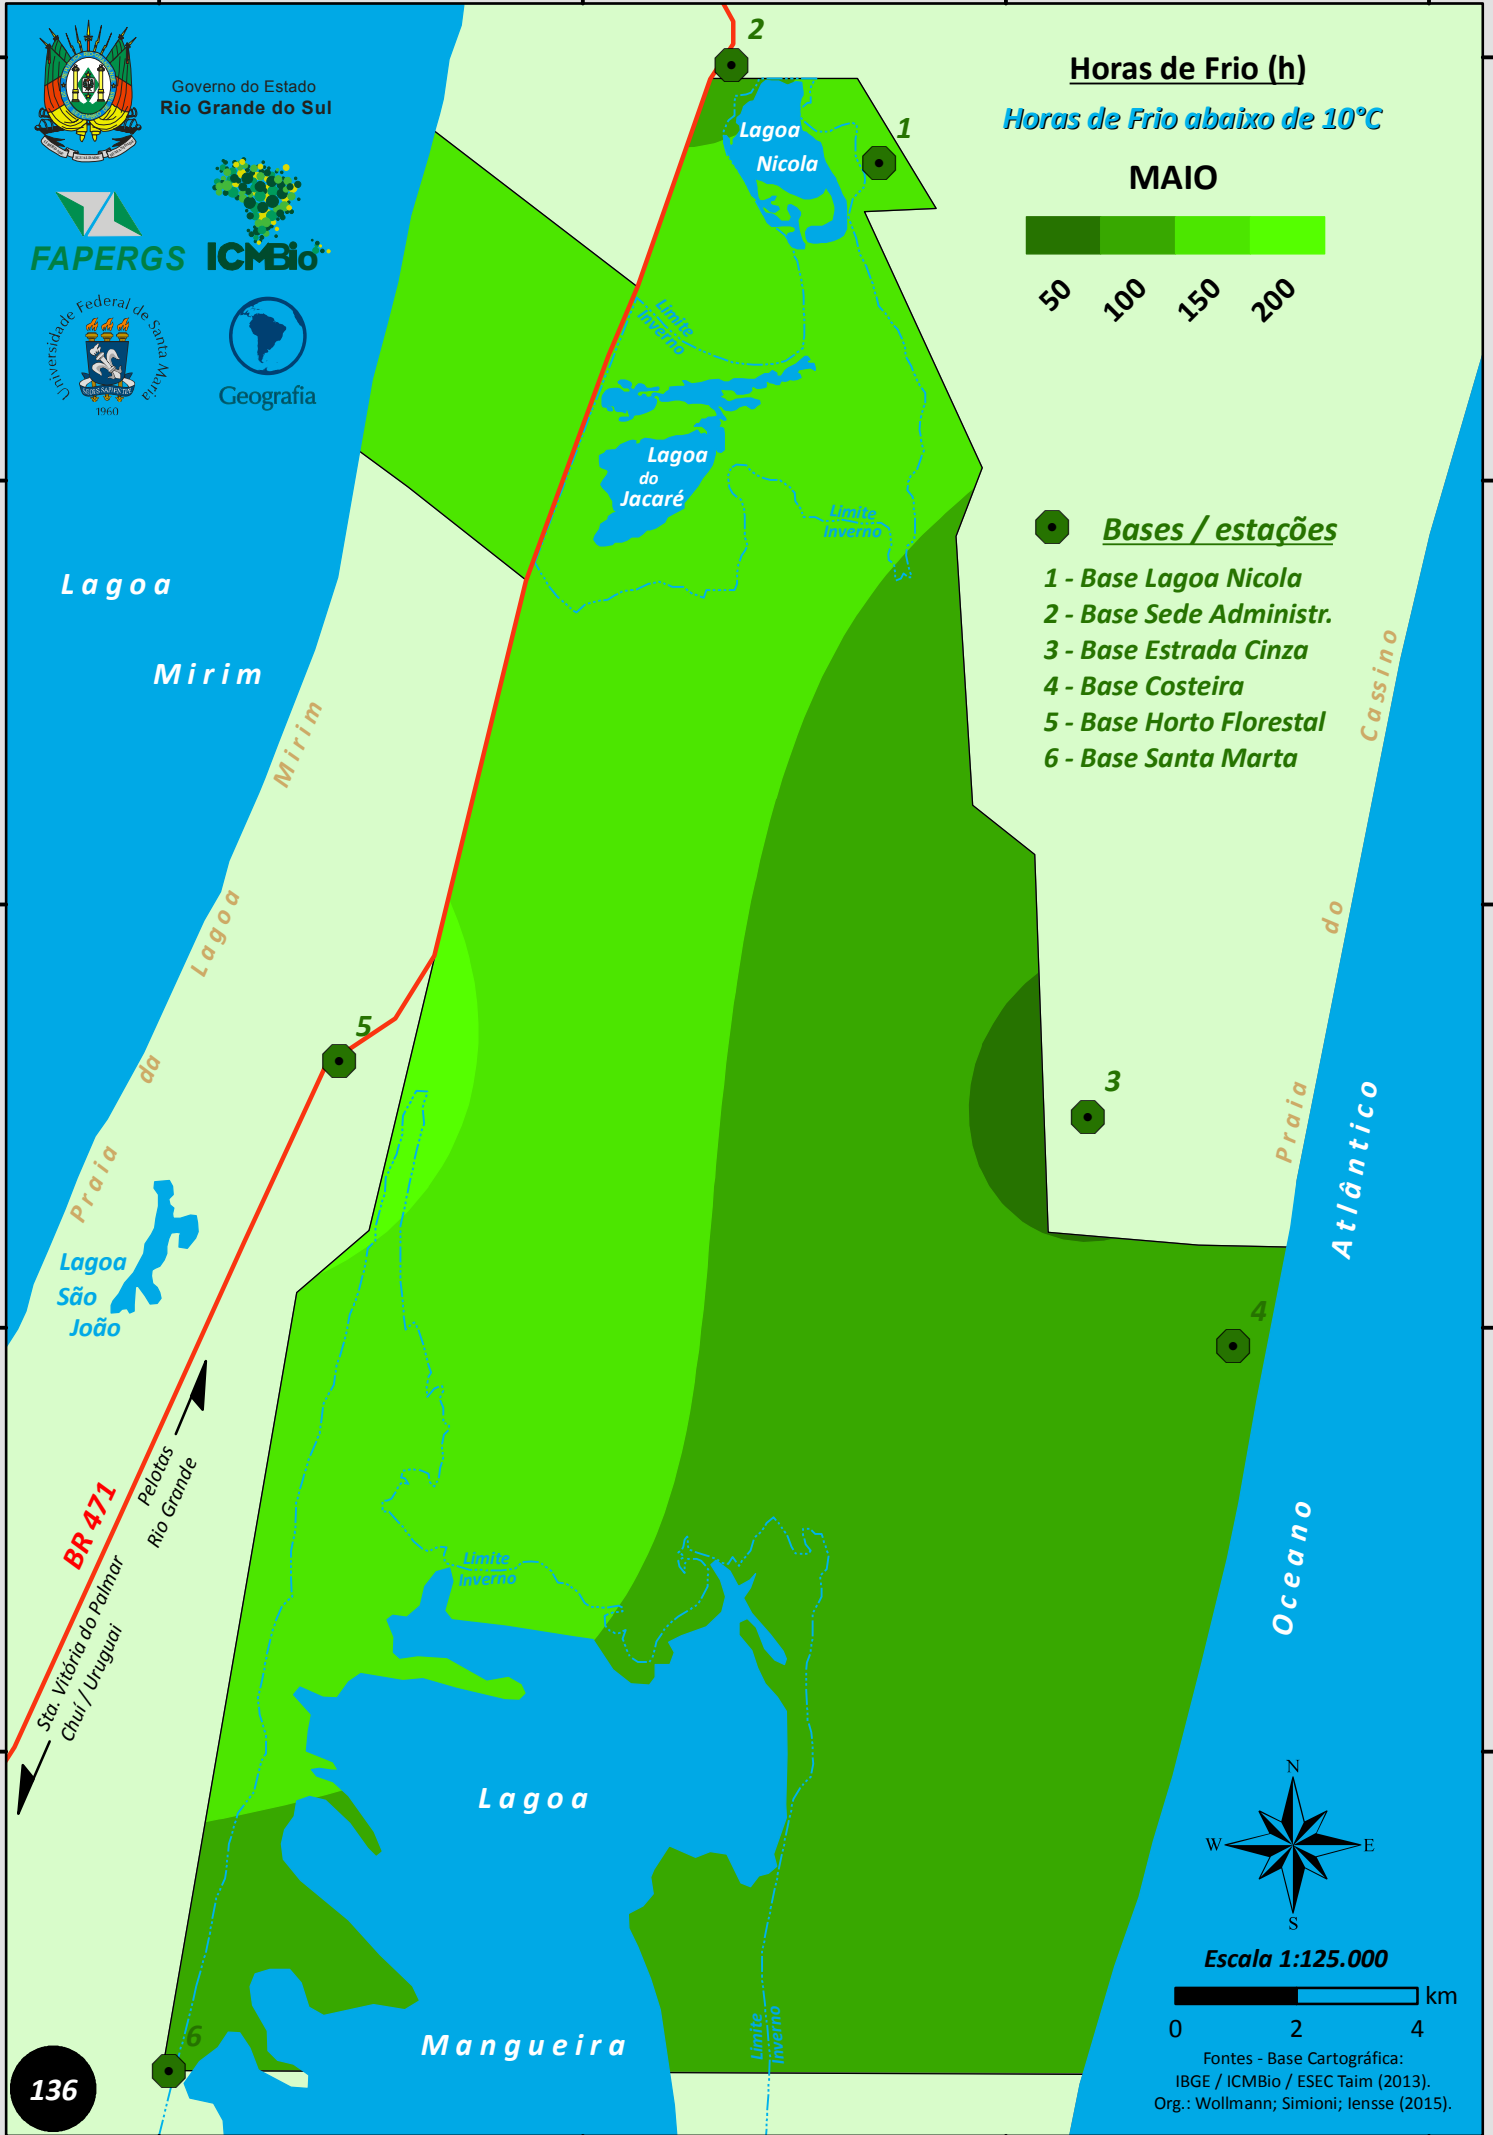 Governo do Estado
Rio Grande do Sul
FAPERGS
ICMBio
Universidade Federal de Santa Maria
1960
Geografia
Horas de Frio (h)
Horas de Frio abaixo de 10°C
MAIO
50 100 150 200
Bases / estações
1 - Base Lagoa Nicola
2 - Base Sede Administr.
3 - Base Estrada Cinza
4 - Base Costeira
5 - Base Horto Florestal
6 - Base Santa Marta
2
1
Lagoa
Nicola
Limite
Inverno
Lagoa
do
Jacaré
Limite
Inverno
Lagoa
Mirim
Praia da Lagoa Mirim
Praia do Cassino
5
3
4
Lagoa
São
João
Oceano Atlântico
BR 471
Pelotas
Rio Grande
Sta. Vitória do Palmar
Chuí / Uruguai
Limite
Inverno
Lagoa
Mangueira
Limite
Inverno
6
N
W
E
S
Escala 1:125.000
km
0 2 4
Fontes - Base Cartográfica:
IBGE / ICMBio / ESEC Taim (2013).
Org.: Wollmann; Simioni; Iensse (2015).
136